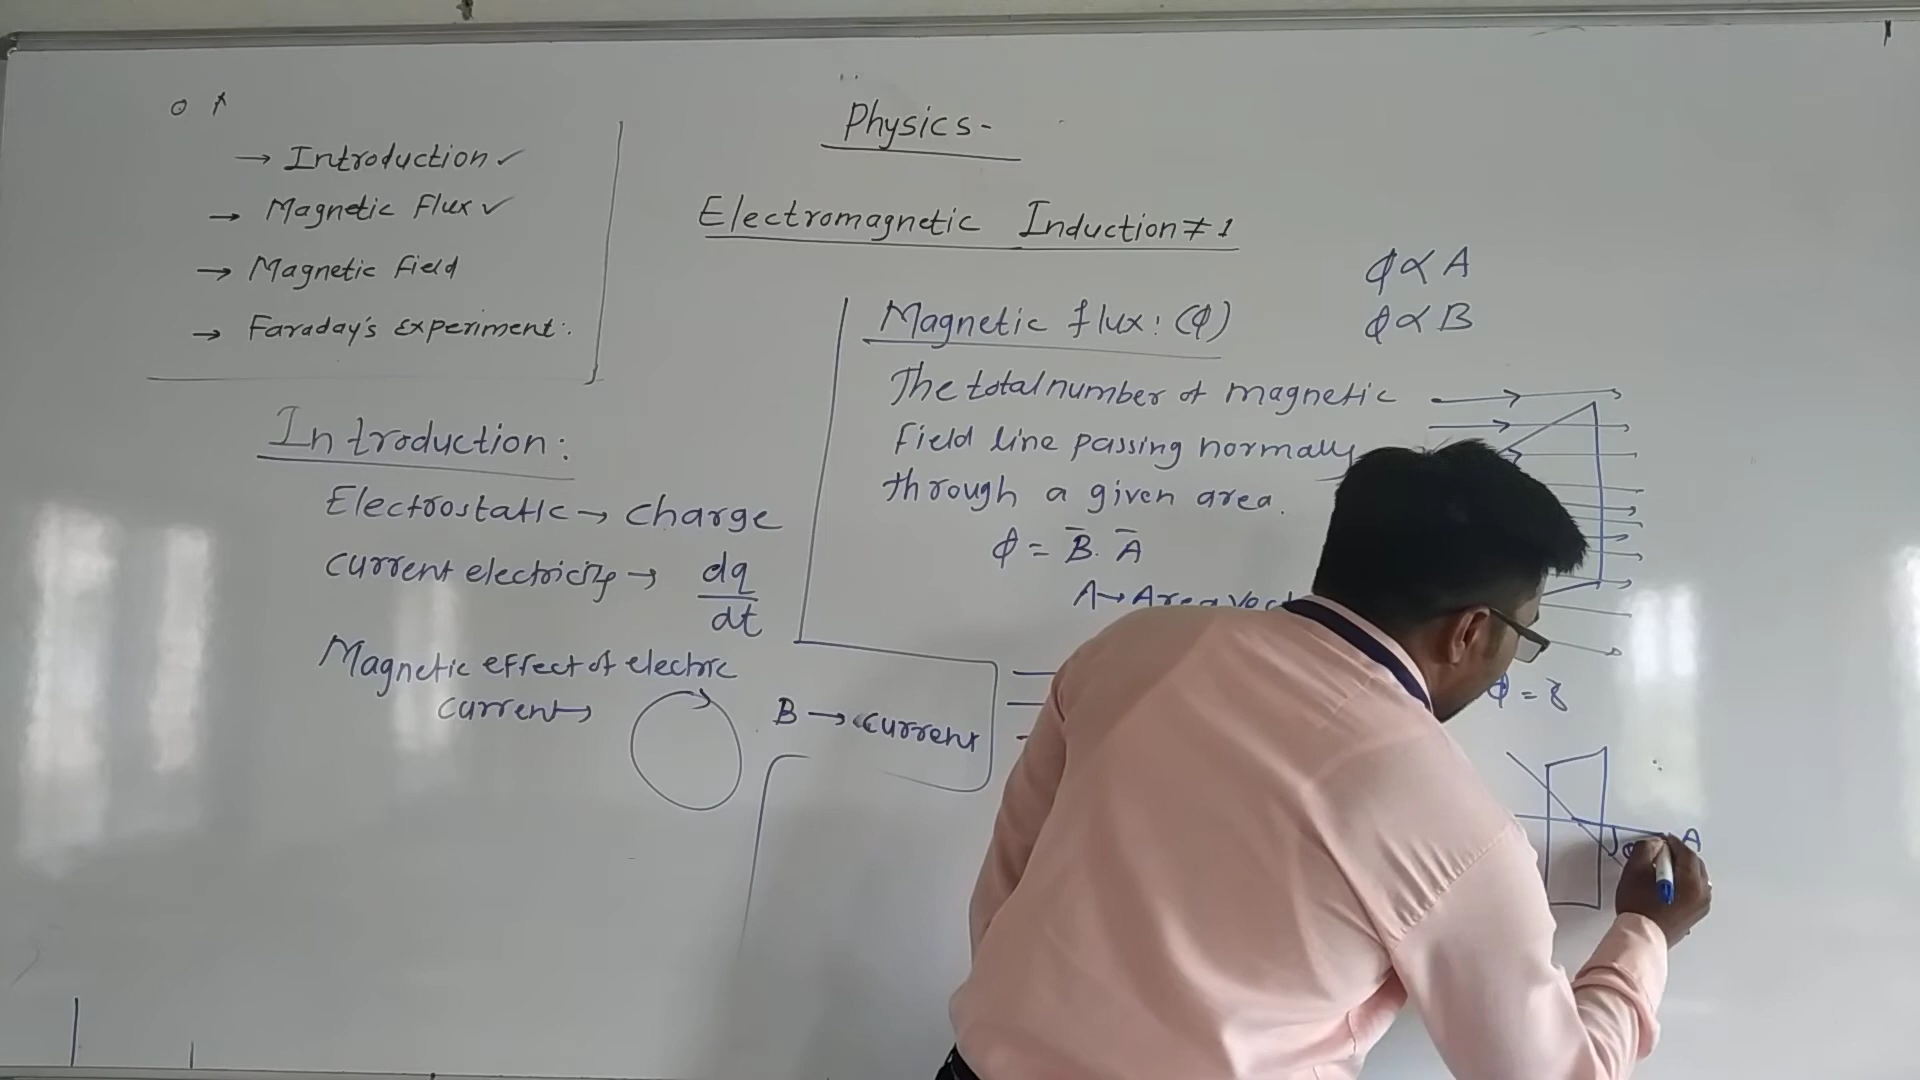 Physics-
Electromagnetic Induction ≠ 1
→ Introduction ✓
→ Magnetic Flux ✓
→ Magnetic Field
→ Faraday's Experiment:
Introduction:
Electrostatic → charge
current electricity → dq/dt
Magnetic effect of electric
current →
B → current
Magnetic flux: (ϕ)
The total number of magnetic
field line passing normally
through a given area.
ϕ = B̄. Ā
A → Area
ϕ ∝ A
ϕ ∝ B
ϕ = 8
A